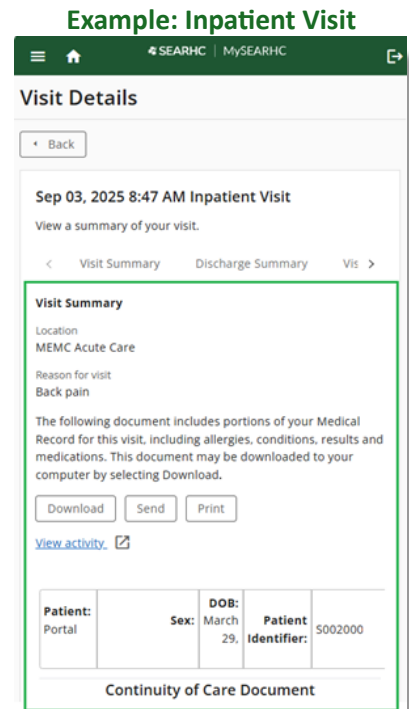 Example: Inpatient Visit
SEARHC | MySEARHC
Visit Details
Back
Sep 03, 2025 8:47 AM Inpatient Visit
View a summary of your visit.
< Visit Summary Discharge Summary Vis >
Visit Summary
Location
MEMC Acute Care
Reason for visit
Back pain
The following document includes portions of your Medical
Record for this visit, including allergies, conditions, results and
medications. This document may be downloaded to your
computer by selecting Download.
Download Send Print
View activity
Patient: Portal
Sex:
DOB: March 29,
Patient Identifier:
S002000
Continuity of Care Document